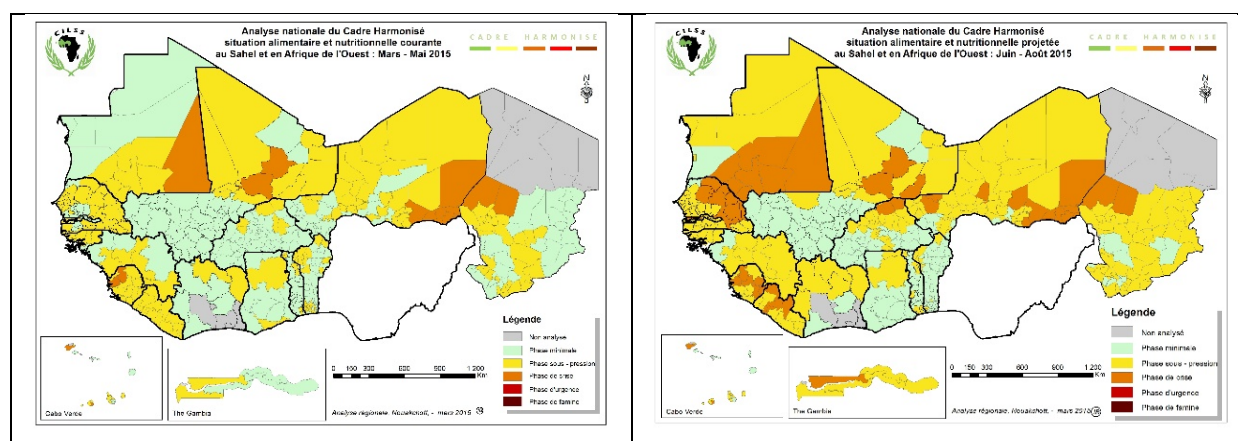 CILSS
Analyse nationale du Cadre Harmonisé
situation alimentaire et nutritionnelle courante
au Sahel et en Afrique de l'Ouest : Mars - Mai 2015
CADRE HARMONISE
Légende
Non analysé
Phase minimale
Phase sous - pression
Phase de crise
Phase d'urgence
Phase de famine
Cabo Verde
The Gambia
0 150 300 600 900 1 200
Km
Analyse régionale. Nouakchott, - mars 2015
CILSS
Analyse nationale du Cadre Harmonisé
situation alimentaire et nutritionnelle projetée
au Sahel et en Afrique de l'Ouest : Juin - Août 2015
CADRE HARMONISE
Légende
Non analysé
Phase minimale
Phase sous - pression
Phase de crise
Phase d'urgence
Phase de famine
Cabo Verde
The Gambia
0 150 300 600 900 1 200
Km
Analyse régionale. Nouakchott, - mars 2015